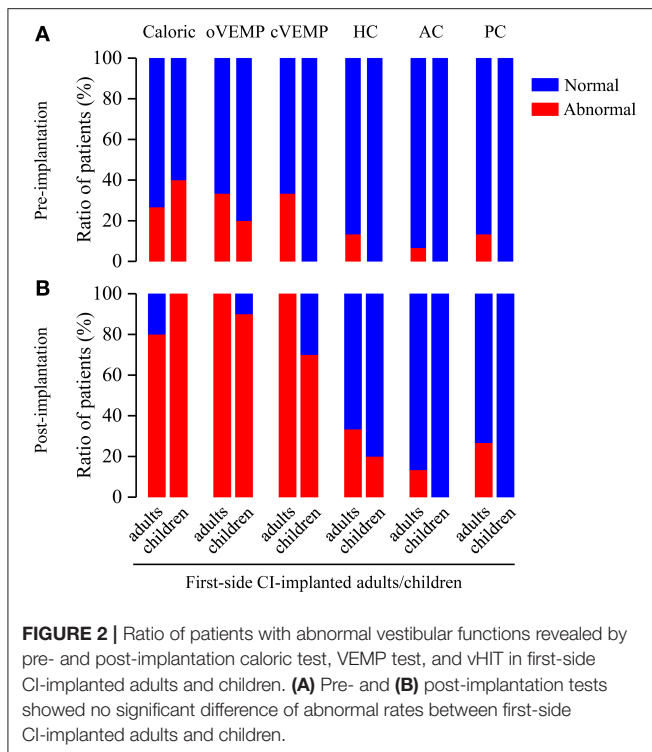 A
Caloric oVEMP cVEMP HC AC PC
Normal
Abnormal
Pre-implantation
Ratio of patients (%)
100
80
60
40
20
0
B
Post-implantation
Ratio of patients (%)
100
80
60
40
20
0
adults children adults children adults children adults children adults children adults children
First-side CI-implanted adults/children
FIGURE 2 | Ratio of patients with abnormal vestibular functions revealed by
pre- and post-implantation caloric test, VEMP test, and vHIT in first-side
CI-implanted adults and children. (A) Pre- and (B) post-implantation tests
showed no significant difference of abnormal rates between first-side
CI-implanted adults and children.